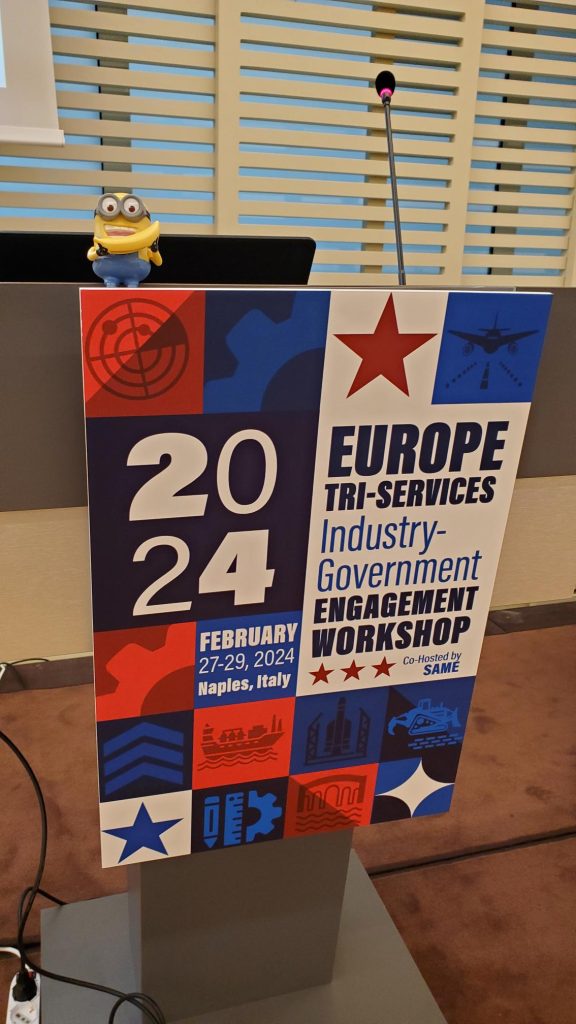 2024
FEBRUARY
27-29, 2024
Naples, Italy
EUROPE
TRI-SERVICES
Industry-
Government
ENGAGEMENT
WORKSHOP
Co-Hosted by
SAME